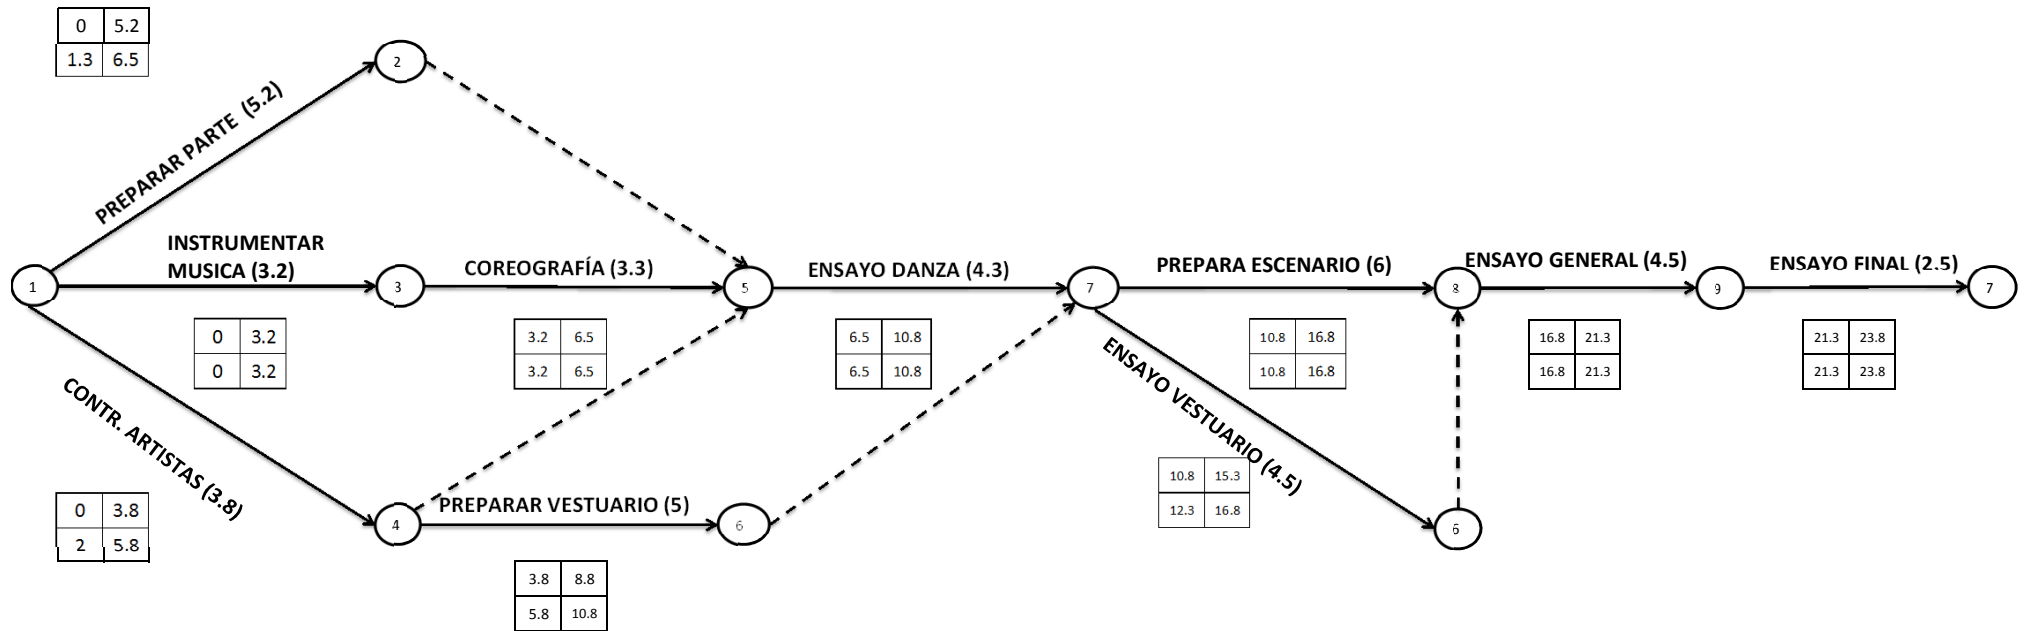 0 5.2
1.3 6.5
2
PREPARAR PARTE (5.2)
INSTRUMENTAR
MUSICA (3.2)
COREOGRAFÍA (3.3)
ENSAYO DANZA (4.3)
PREPARA ESCENARIO (6)
ENSAYO GENERAL (4.5)
ENSAYO FINAL (2.5)
1
3
5
7
8
9
7
0 3.2
0 3.2
3.2 6.5
3.2 6.5
6.5 10.8
6.5 10.8
10.8 16.8
10.8 16.8
16.8 21.3
16.8 21.3
21.3 23.8
21.3 23.8
CONTR. ARTISTAS (3.8)
ENSAYO VESTUARIO (4.5)
10.8 15.3
12.3 16.8
0 3.8
2 5.8
4
PREPARAR VESTUARIO (5)
6
6
3.8 8.8
5.8 10.8